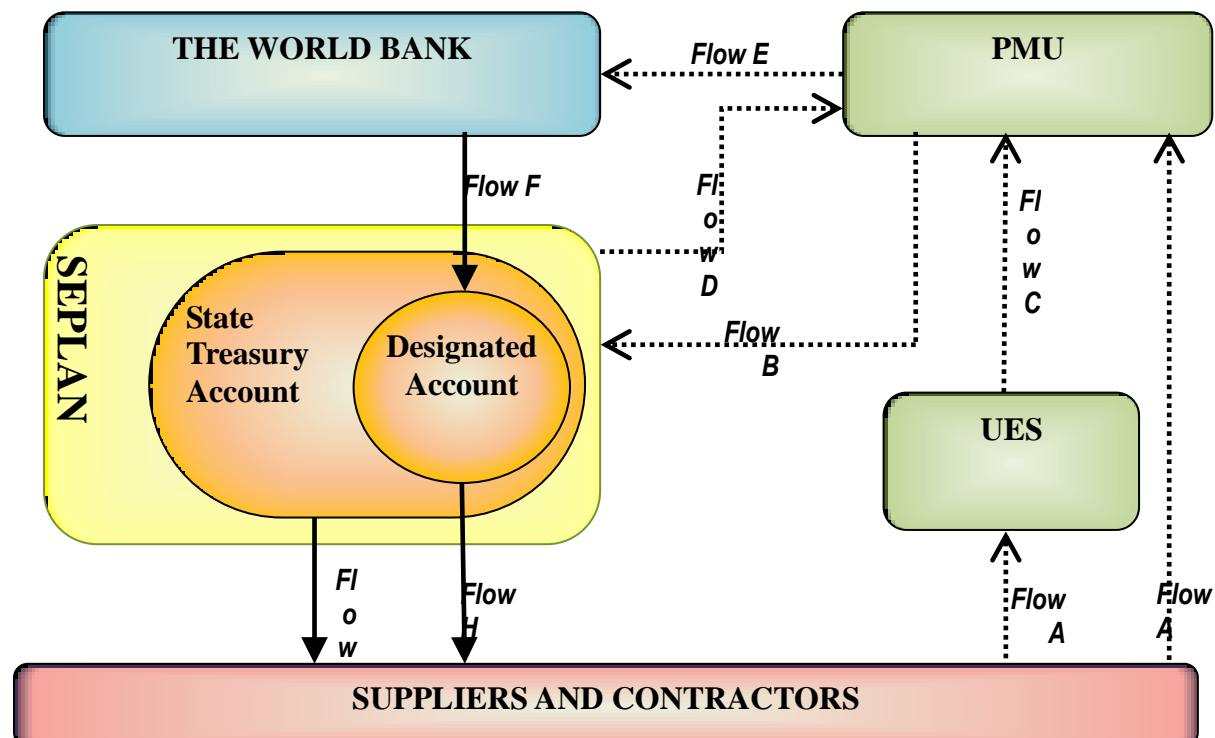 THE WORLD BANK
PMU
Flow E
Flow F
Fl
o
w
D
Fl
o
w
C
SEPLAN
State
Treasury
Account
Designated
Account
Flow
B
UES
Fl
o
w
Flow
H
Flow
A
Flow
A
SUPPLIERS AND CONTRACTORS